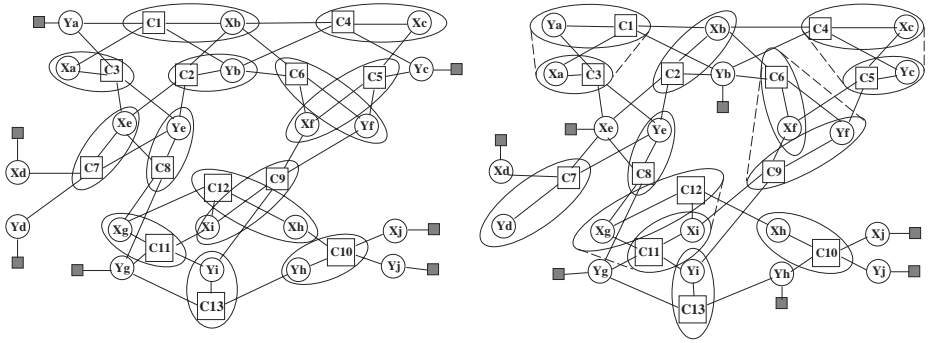 Ya C1 Xb C4 Xc
Xa C3 C2 Yb C6 C5 Yc
Xe Ye Xf Yf
Xd C7 C8 C9
C12
Yd Xg Xi Xh Xj
C11 C10
Yg Yi Yh Yj
C13
Ya C1 Xb C4 Xc
Xa C3 C2 Yb C6 C5 Yc
Xe Ye Xf Yf
Xd C7 C8 C9
C12
Yd Xg Xi Xh Xj
C11 C10
Yg Yi Yh Yj
C13